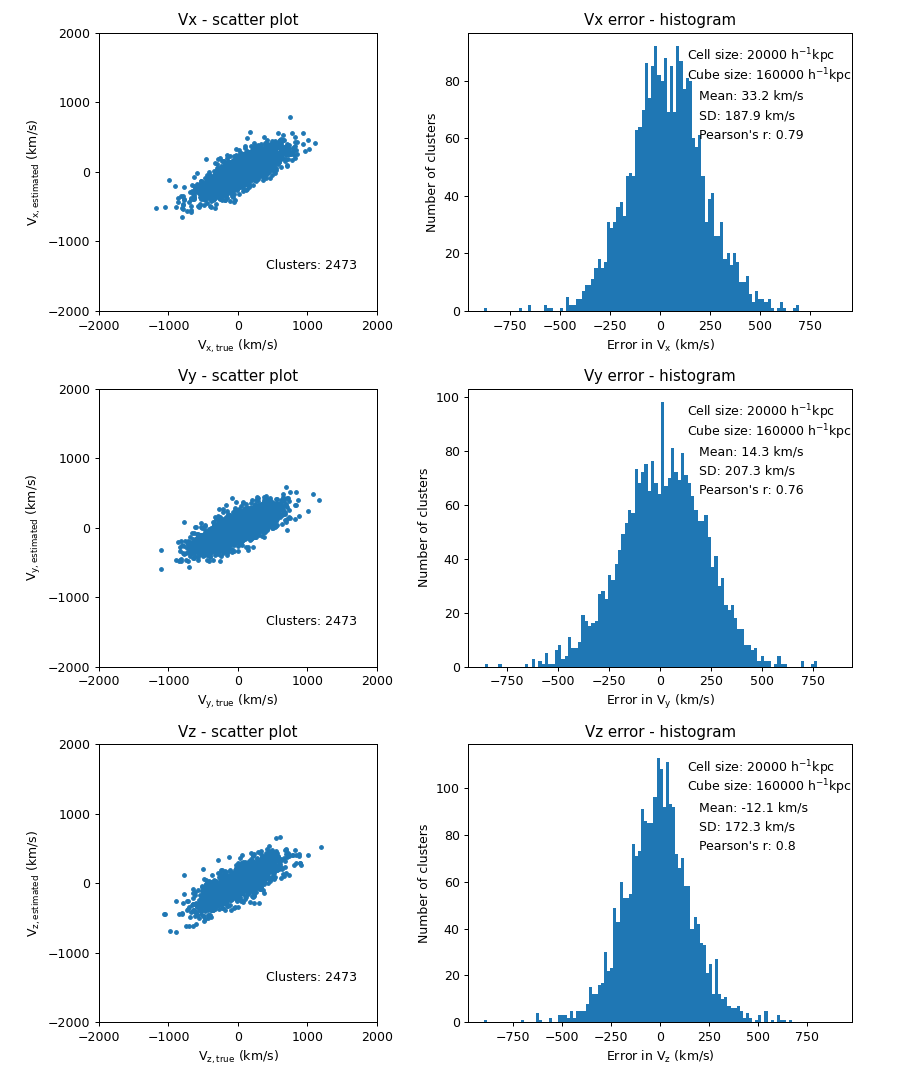 Vx - scatter plot
2000
1000
0
−1000
−2000
V_x, estimated (km/s)
Clusters: 2473
−2000 −1000 0 1000 2000
V_x, true (km/s)
Vx error - histogram
80
60
40
20
0
Number of clusters
Cell size: 20000 h⁻¹kpc
Cube size: 160000 h⁻¹kpc
Mean: 33.2 km/s
SD: 187.9 km/s
Pearson's r: 0.79
−750 −500 −250 0 250 500 750
Error in V_x (km/s)
Vy - scatter plot
2000
1000
0
−1000
−2000
V_y, estimated (km/s)
Clusters: 2473
−2000 −1000 0 1000 2000
V_y, true (km/s)
Vy error - histogram
100
80
60
40
20
0
Number of clusters
Cell size: 20000 h⁻¹kpc
Cube size: 160000 h⁻¹kpc
Mean: 14.3 km/s
SD: 207.3 km/s
Pearson's r: 0.76
−750 −500 −250 0 250 500 750
Error in V_y (km/s)
Vz - scatter plot
2000
1000
0
−1000
−2000
V_z, estimated (km/s)
Clusters: 2473
−2000 −1000 0 1000 2000
V_z, true (km/s)
Vz error - histogram
100
80
60
40
20
0
Number of clusters
Cell size: 20000 h⁻¹kpc
Cube size: 160000 h⁻¹kpc
Mean: -12.1 km/s
SD: 172.3 km/s
Pearson's r: 0.8
−750 −500 −250 0 250 500 750
Error in V_z (km/s)